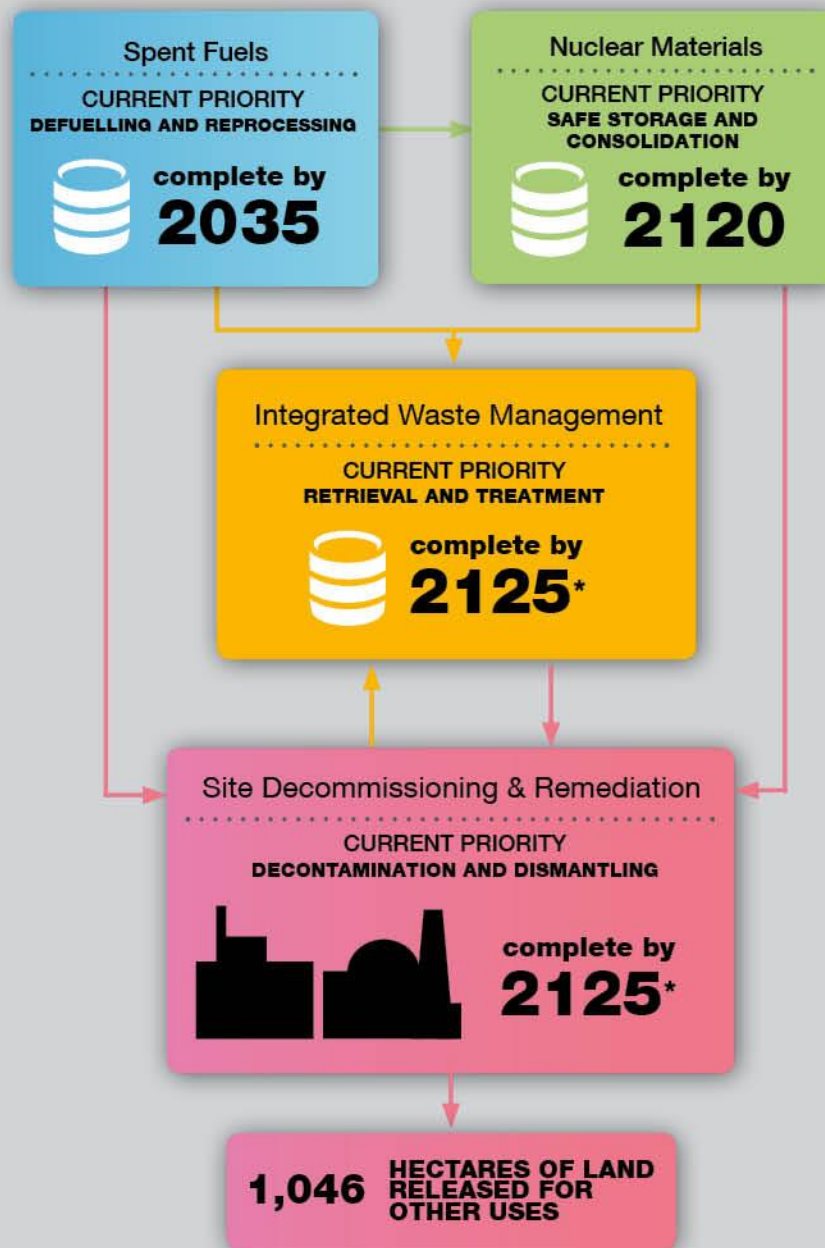 Spent Fuels
CURRENT PRIORITY
DEFUELLING AND REPROCESSING
complete by
2035
Nuclear Materials
CURRENT PRIORITY
SAFE STORAGE AND
CONSOLIDATION
complete by
2120
Integrated Waste Management
CURRENT PRIORITY
RETRIEVAL AND TREATMENT
complete by
2125*
Site Decommissioning & Remediation
CURRENT PRIORITY
DECONTAMINATION AND DISMANTLING
complete by
2125*
1,046
HECTARES OF LAND
RELEASED FOR
OTHER USES